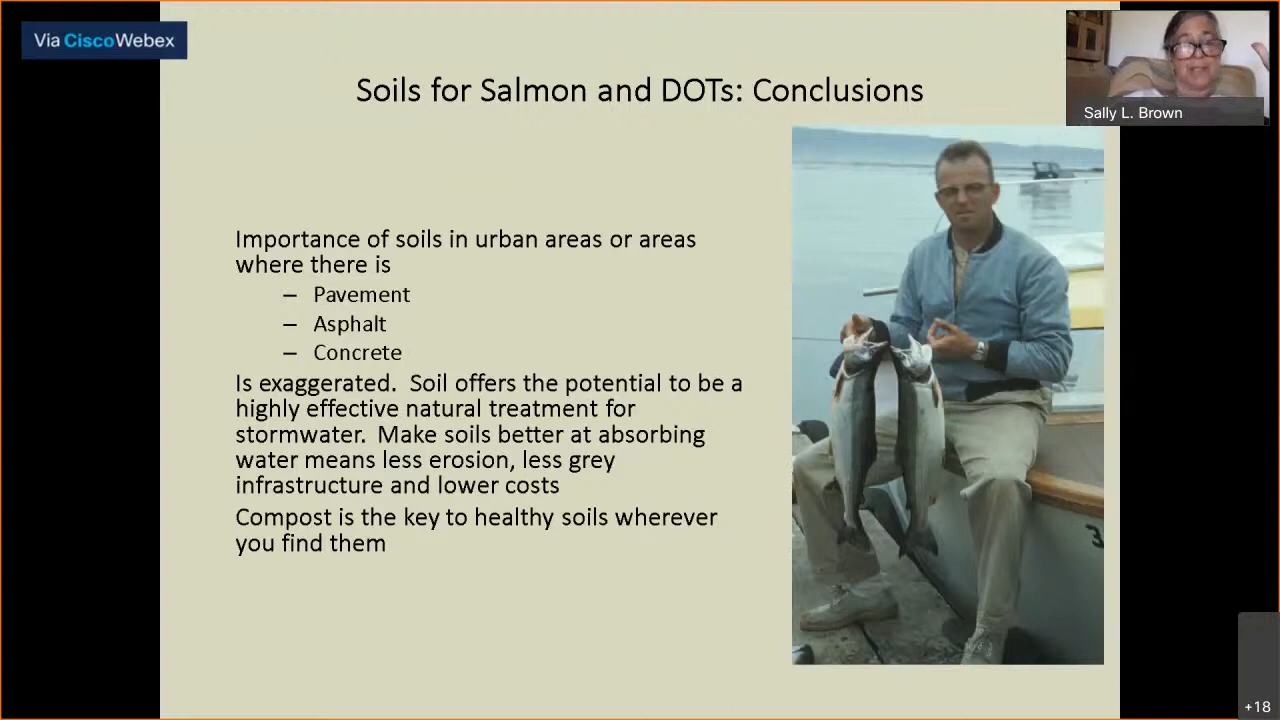 Via CiscoWebex
Sally L. Brown
Soils for Salmon and DOTs: Conclusions
Importance of soils in urban areas or areas
where there is
– Pavement
– Asphalt
– Concrete
Is exaggerated. Soil offers the potential to be a
highly effective natural treatment for
stormwater. Make soils better at absorbing
water means less erosion, less grey
infrastructure and lower costs
Compost is the key to healthy soils wherever
you find them
3
+18